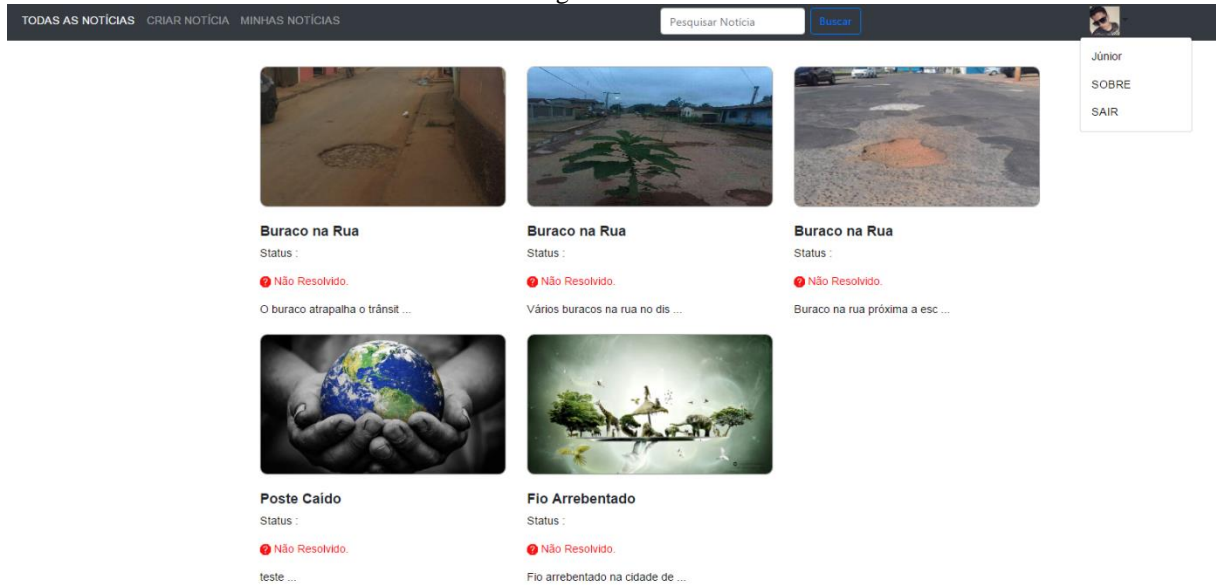 TODAS AS NOTÍCIAS CRIAR NOTÍCIA MINHAS NOTÍCIAS
Pesquisar Noticia Buscar
Júnior
SOBRE
SAIR
Buraco na Rua
Status :
Não Resolvido.
O buraco atrapalha o trânsit ...
Buraco na Rua
Status :
Não Resolvido.
Vários buracos na rua no dis ...
Buraco na Rua
Status :
Não Resolvido.
Buraco na rua próxima a esc ...
Poste Caído
Status :
Não Resolvido.
teste ...
Fio Arrebentado
Status :
Não Resolvido.
Fio arrebentado na cidade de ...